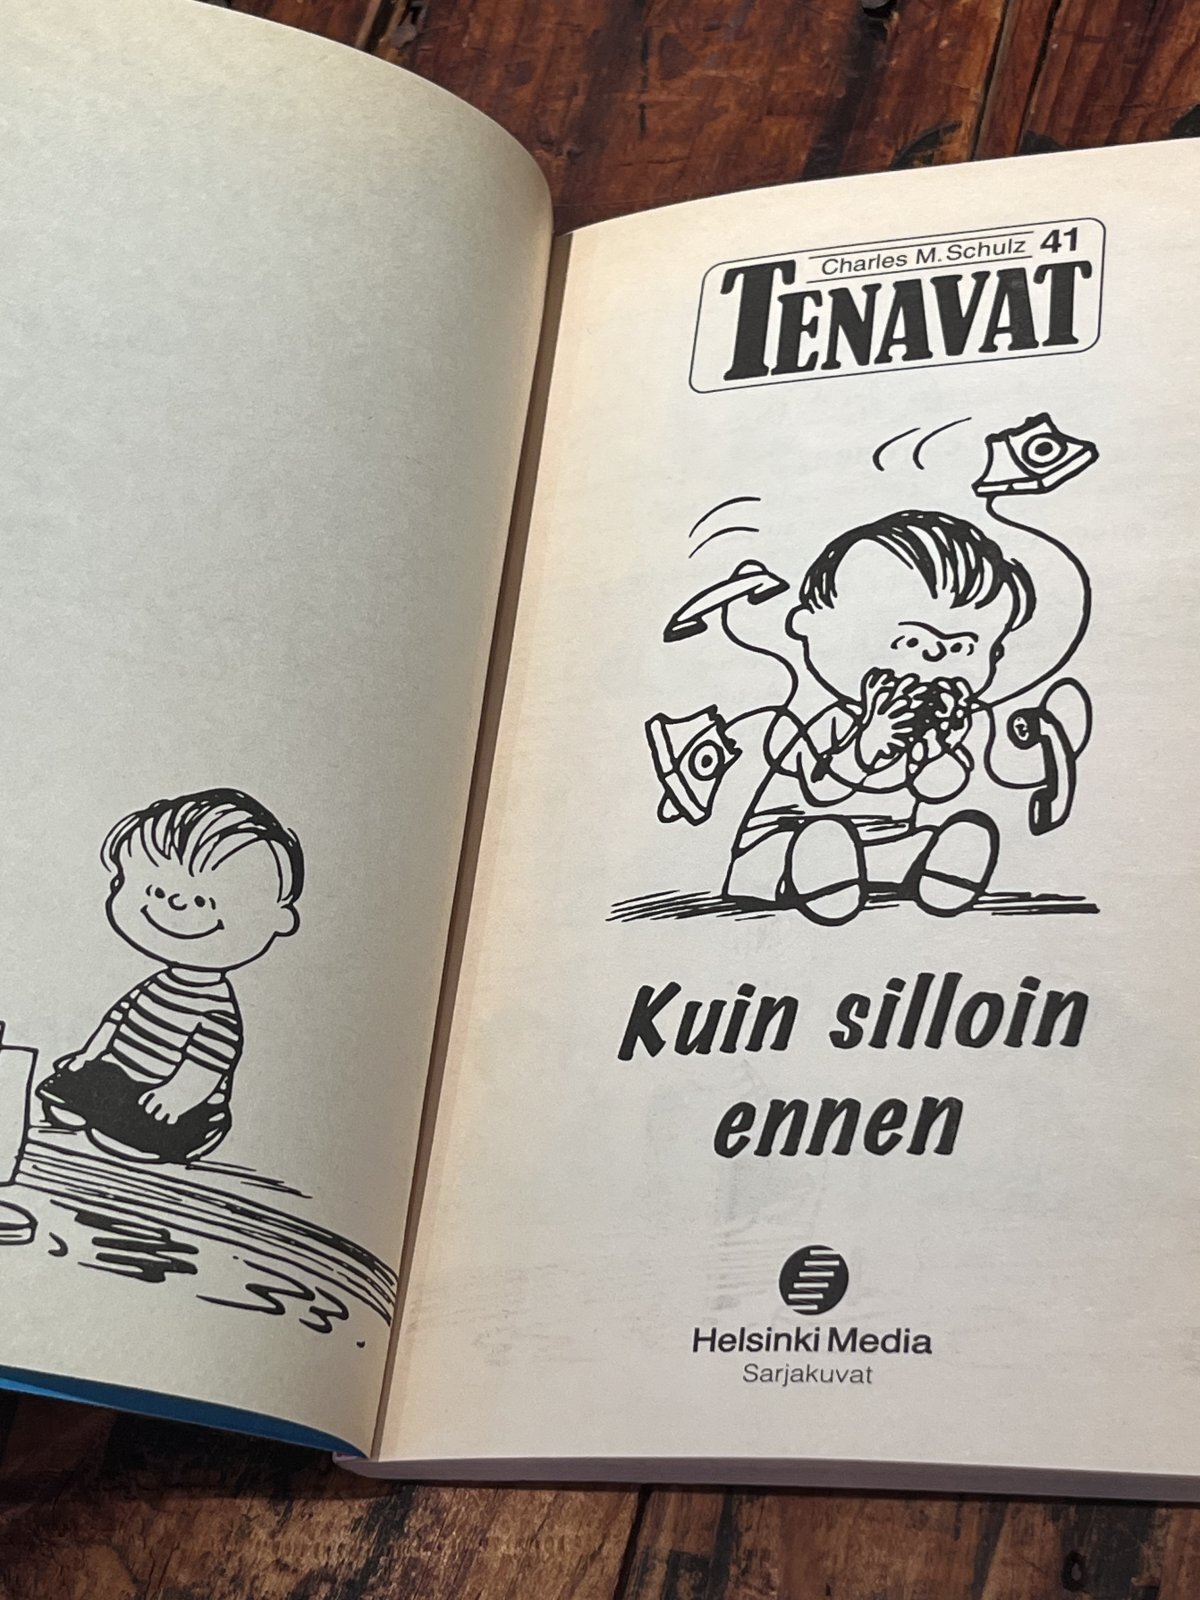 Charles M. Schulz 41
TENAVAT
Kuin silloin
ennen
Helsinki Media
Sarjakuvat